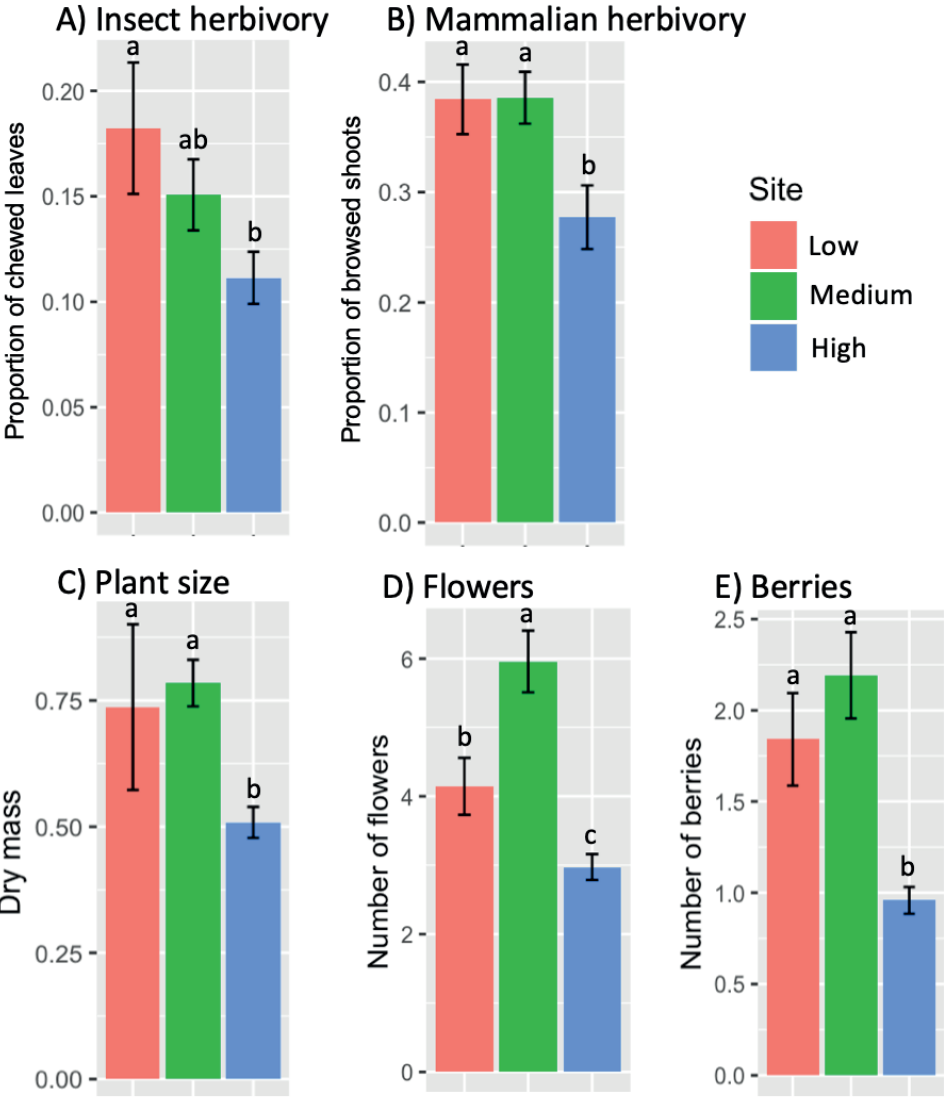 A) Insect herbivory
B) Mammalian herbivory
Proportion of chewed leaves
0.20
0.15
0.10
0.05
0.00
a
ab
b
Proportion of browsed shoots
0.4
0.3
0.2
0.1
0.0
a
a
b
Site
Low
Medium
High
C) Plant size
Dry mass
0.75
0.50
0.25
0.00
a
a
b
D) Flowers
Number of flowers
6
4
2
0
b
a
c
E) Berries
Number of berries
2.5
2.0
1.5
1.0
0.5
0.0
a
a
b